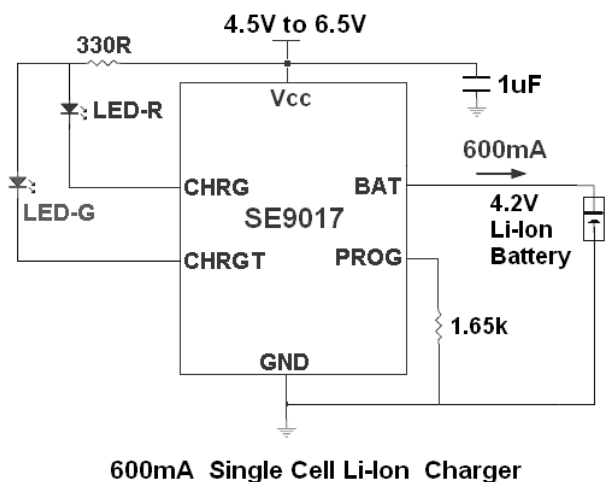 4.5V to 6.5V
330R
Vcc
1uF
LED-R
600mA
CHRG
BAT
LED-G
SE9017
4.2V
Li-Ion
Battery
CHRGT
PROG
1.65k
GND
600mA Single Cell Li-Ion Charger